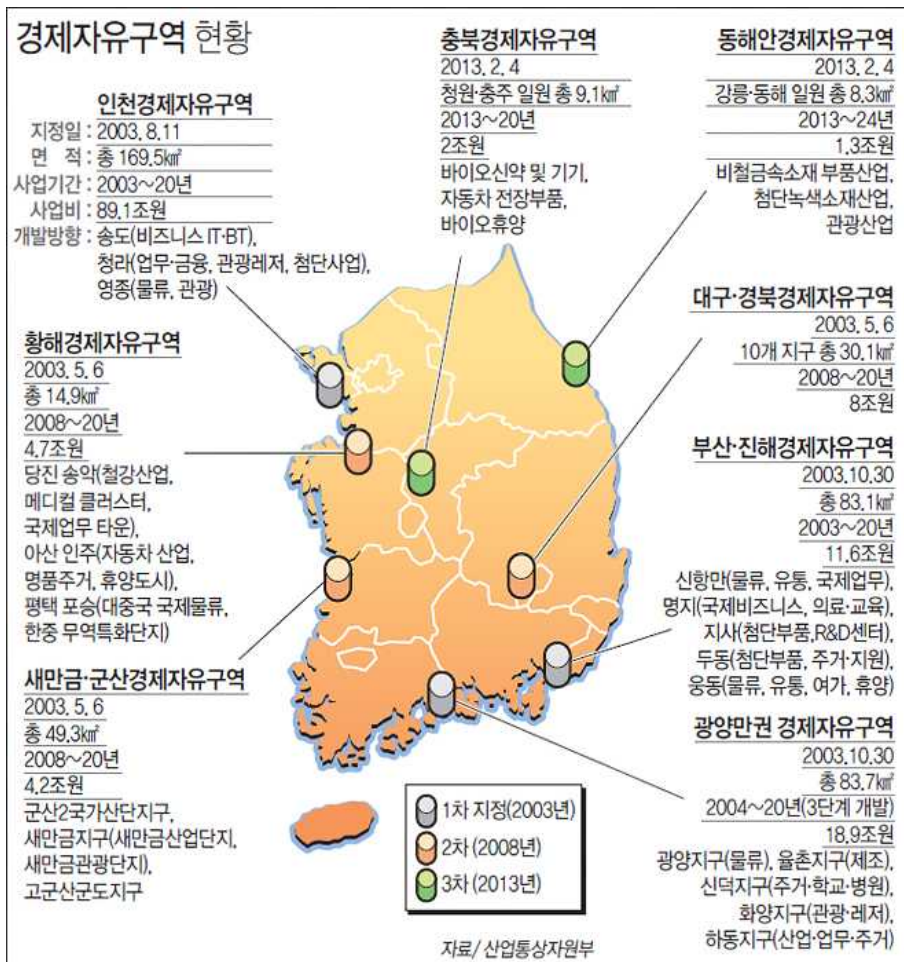 경제자유구역 현황
인천경제자유구역
지정일 : 2003. 8.11
면 적 : 총 169.5㎢
사업기간 : 2003~20년
사업비 : 89.1조원
개발방향 : 송도(비즈니스 IT·BT),
청라(업무·금융, 관광레저, 첨단사업),
영종(물류, 관광)
충북경제자유구역
2013. 2. 4
청원·충주 일원 총 9.1㎢
2013~20년
2조원
바이오신약 및 기기,
자동차 전장부품,
바이오휴양
동해안경제자유구역
2013. 2. 4
강릉·동해 일원 총 8.3㎢
2013~24년
1.3조원
비철금속소재 부품산업,
첨단녹색소재산업,
관광산업
황해경제자유구역
2003. 5. 6
총 14.9㎢
2008~20년
4.7조원
당진 송악(철강산업,
메디컬 클러스터,
국제업무 타운),
아산 인주(자동차 산업,
명품주거, 휴양도시),
평택 포승(대중국 국제물류,
한중 무역특화단지)
대구·경북경제자유구역
2003. 5. 6
10개 지구 총 30.1㎢
2008~20년
8조원
부산·진해경제자유구역
2003.10.30
총 83.1㎢
2003~20년
11.6조원
신항만(물류, 유통, 국제업무),
명지(국제비즈니스, 의료·교육),
지사(첨단부품,R&D센터),
두동(첨단부품, 주거·지원),
웅동(물류, 유통, 여가, 휴양)
새만금·군산경제자유구역
2003. 5. 6
총 49.3㎢
2008~20년
4.2조원
군산2국가산단지구,
새만금지구(새만금산업단지,
새만금관광단지),
고군산군도지구
광양만권 경제자유구역
2003.10.30
총 83.7㎢
2004~20년(3단계 개발)
18.9조원
광양지구(물류), 율촌지구(제조),
신덕지구(주거·학교·병원),
화양지구(관광·레저),
하동지구(산업·업무·주거)
1차 지정(2003년)
2차 (2008년)
3차 (2013년)
자료/ 산업통상자원부